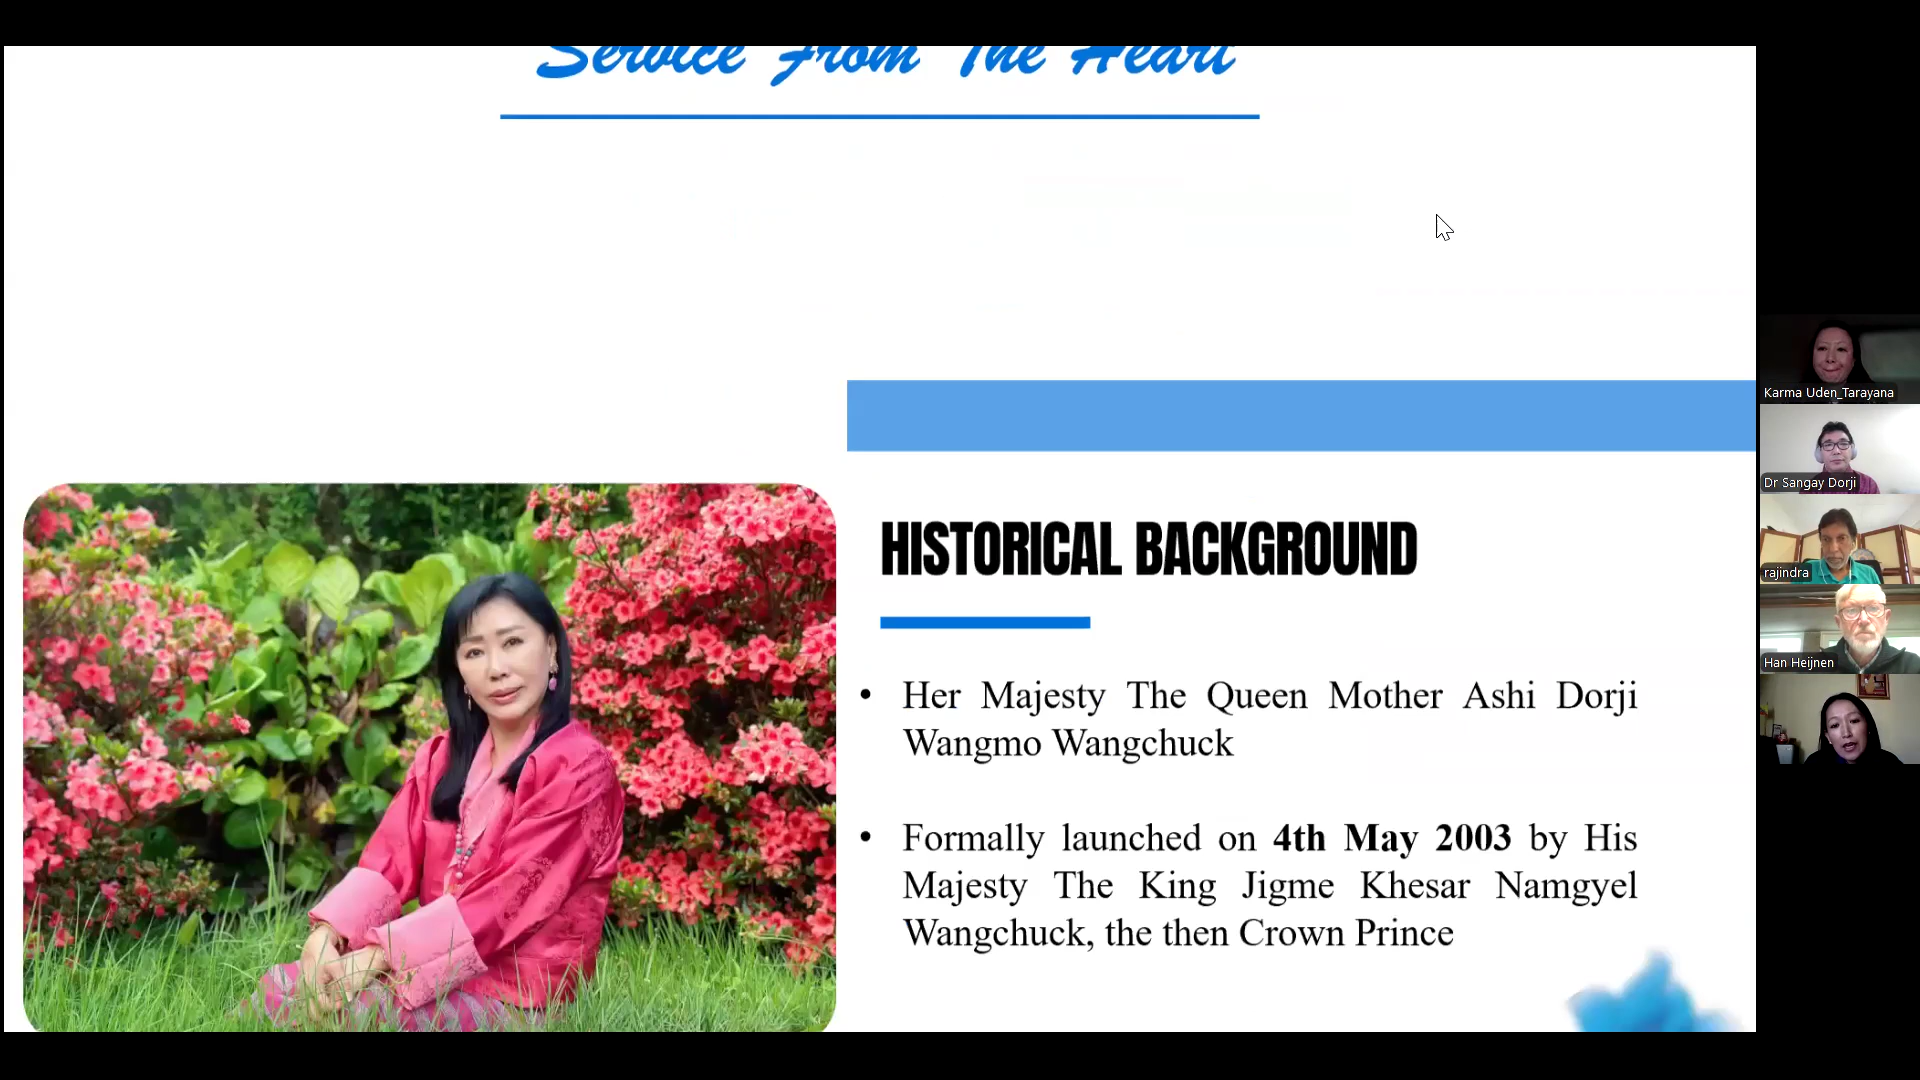 Service From The Heart
HISTORICAL BACKGROUND
• Her Majesty The Queen Mother Ashi Dorji
Wangmo Wangchuck
• Formally launched on 4th May 2003 by His
Majesty The King Jigme Khesar Namgyel
Wangchuck, the then Crown Prince
Karma Uden_Tarayana
Dr Sangay Dorji
rajindra
Han Heijnen